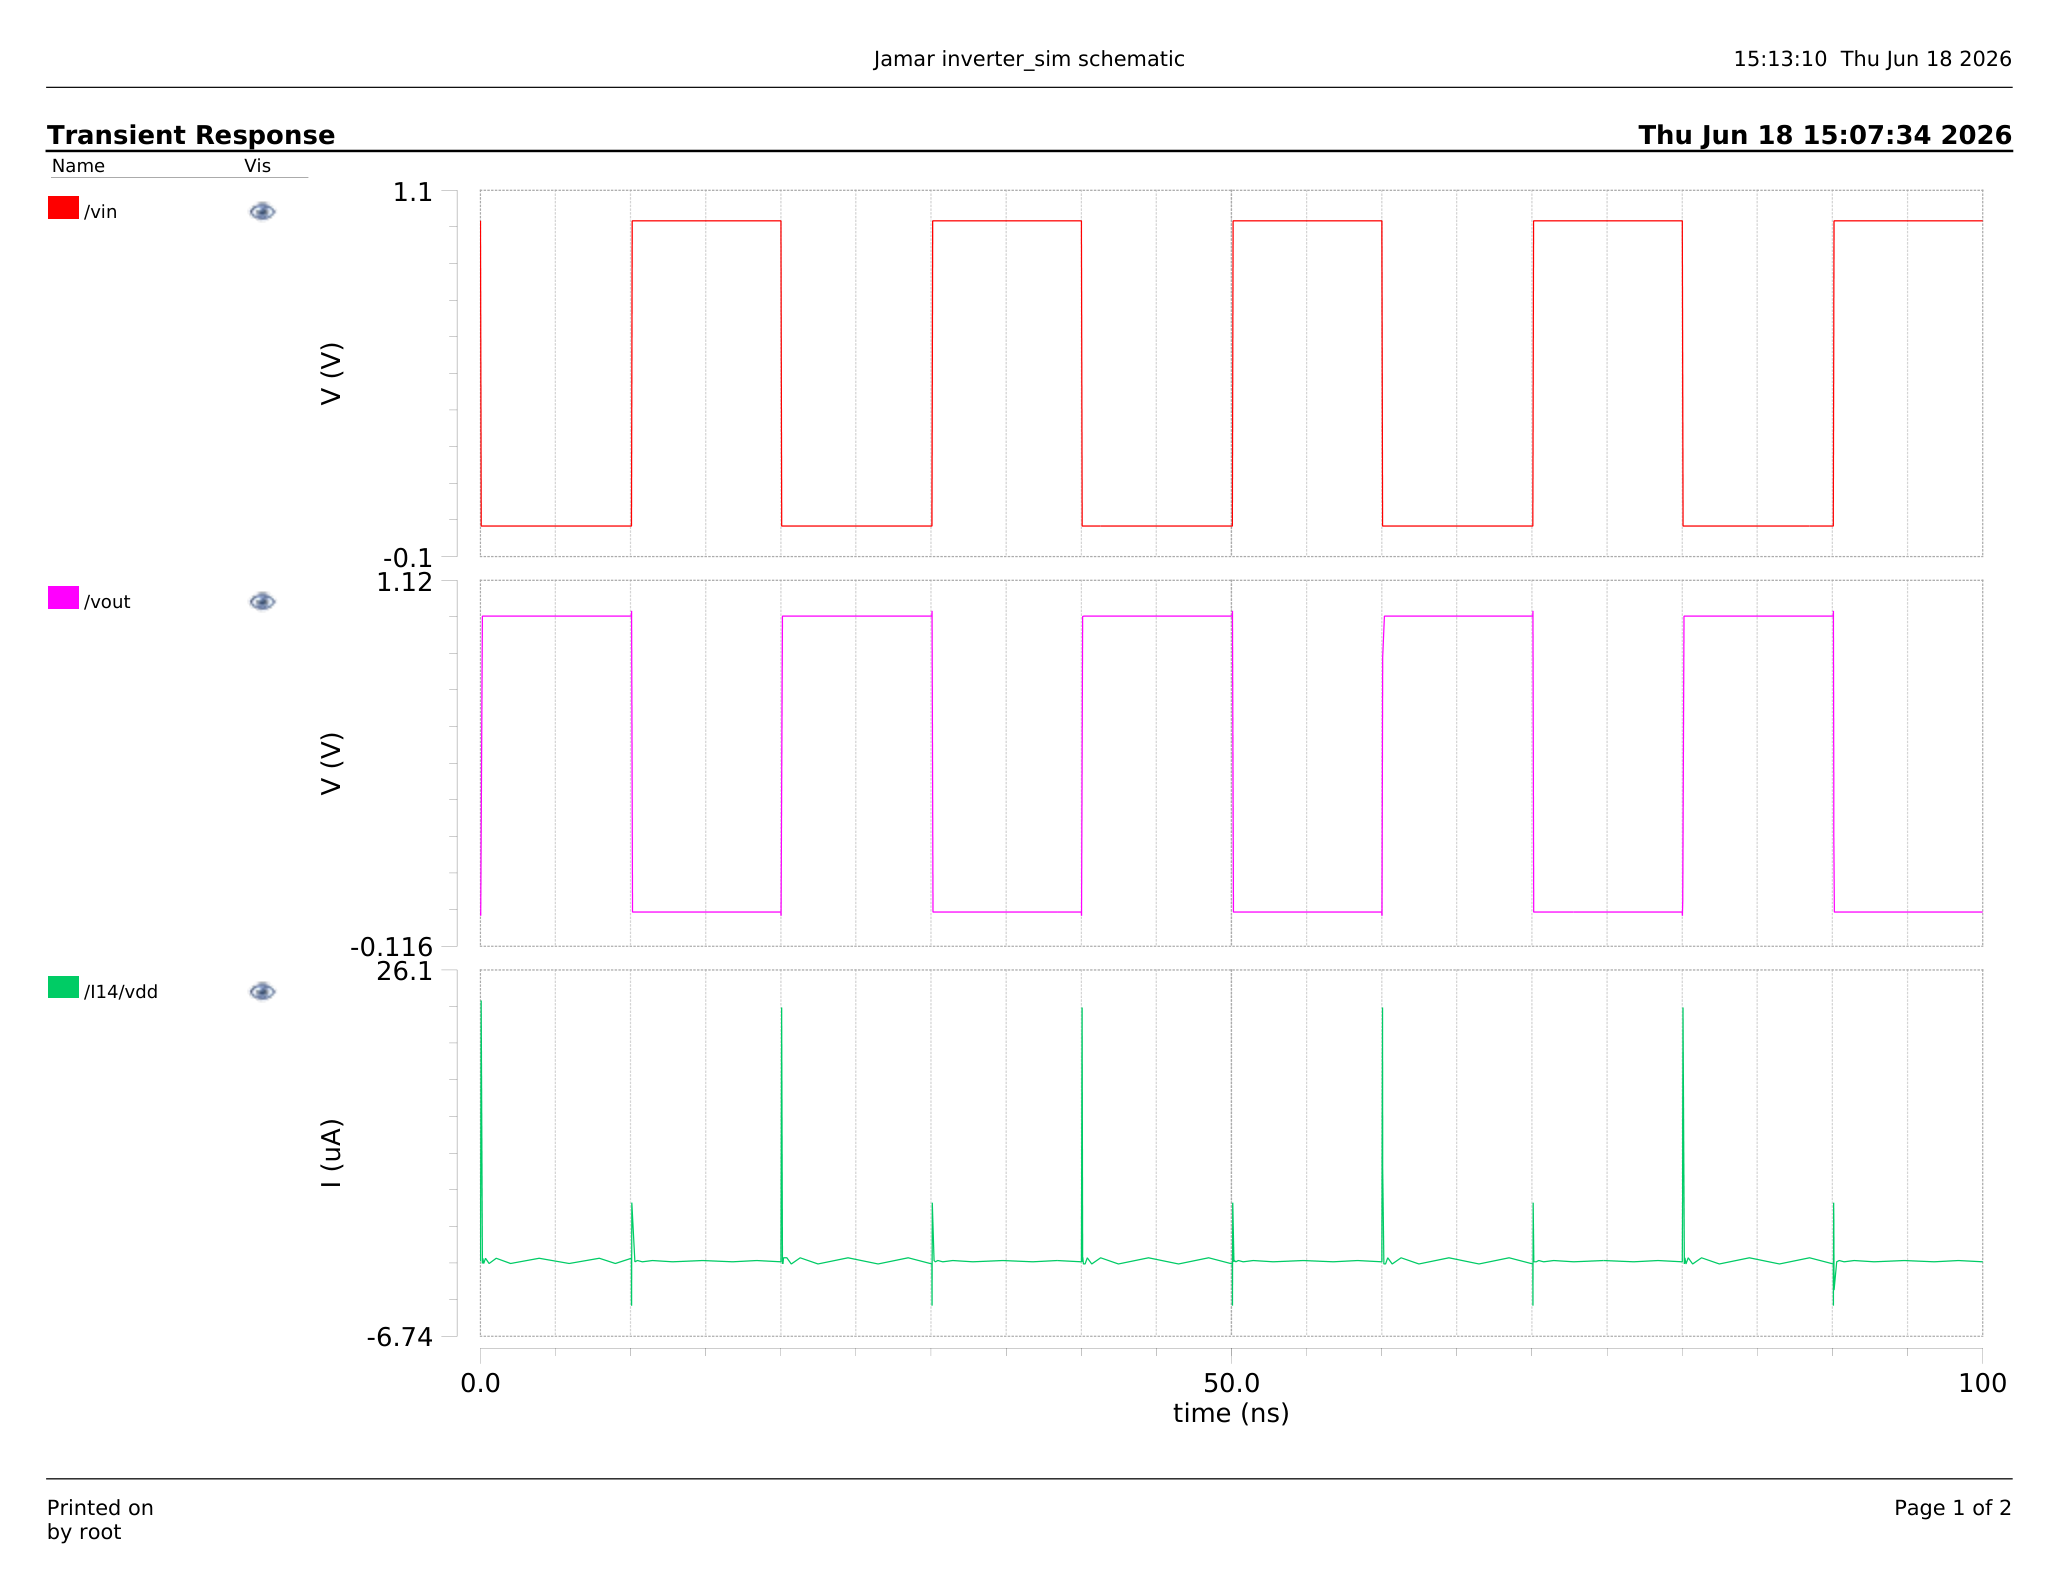 Jamar inverter_sim schematic
15:13:10  Thu Jun 18 2026
Transient Response
Thu Jun 18 15:07:34 2026
Name
Vis
1.1
/vin
V (V)
-0.1
1.12
/vout
V (V)
-0.116
26.1
/I14/vdd
I (uA)
-6.74
0.0
50.0
100
time (ns)
Printed on
by root
Page 1 of 2